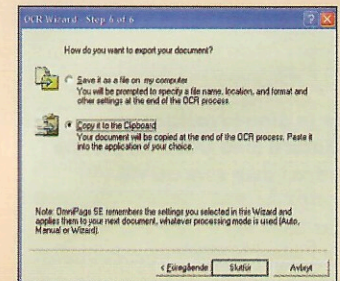 OCR Wizard - Step 6 of 6
How do you want to export your document?
Save it as a file on my computer
You will be prompted to specify a file name, location, and format and
other settings at the end of the OCR process.
Copy it to the Clipboard
Your document will be copied at the end of the OCR process. Paste it
into the application of your choice.
Note: OmniPage SE remembers the settings you selected in this Wizard and
applies them to your next document, whatever processing mode is used (Auto,
Manual or Wizard).
< Föregående Slutför Avbryt